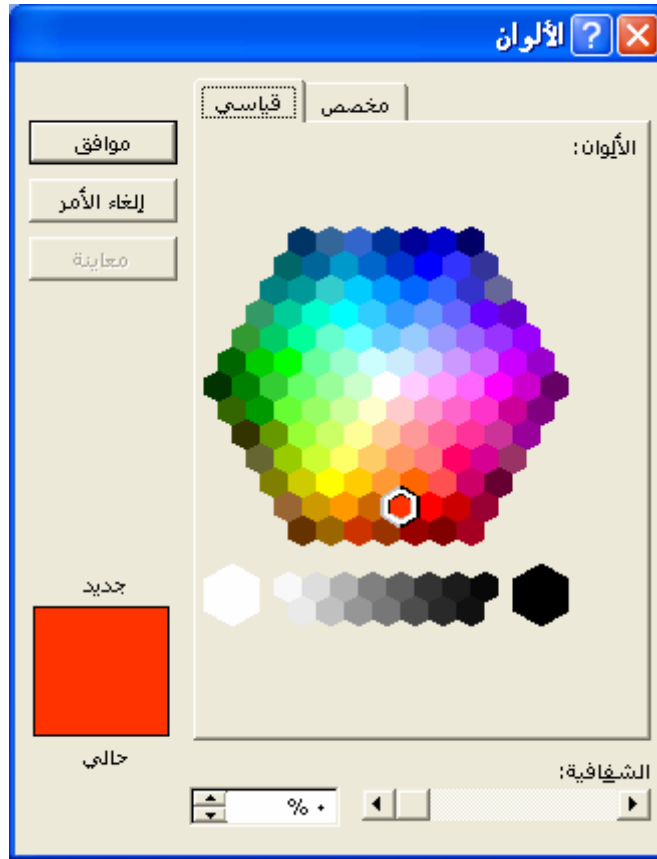 الألوان
قياسي
مخصص
الألوان:
موافق
إلغاء الأمر
معاينة
جديد
حالي
الشفافية:
٠ %